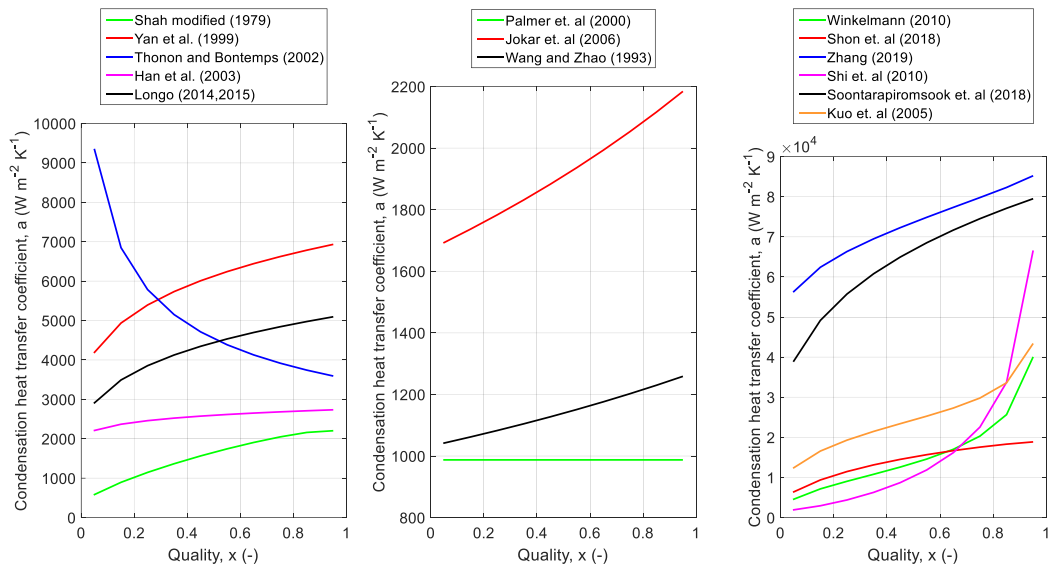 Shah modified (1979)
Yan et al. (1999)
Thonon and Bontemps (2002)
Han et al. (2003)
Longo (2014,2015)
10000
9000
8000
7000
6000
5000
4000
3000
2000
1000
0
0 0.2 0.4 0.6 0.8 1
Condensation heat transfer coefficient, a (W m⁻² K⁻¹)
Quality, x (-)
Palmer et. al (2000)
Jokar et. al (2006)
Wang and Zhao (1993)
2200
2000
1800
1600
1400
1200
1000
800
0 0.2 0.4 0.6 0.8 1
Condensation heat transfer coefficient, a (W m⁻² K⁻¹)
Quality, x (-)
Winkelmann (2010)
Shon et. al (2018)
Zhang (2019)
Shi et. al (2010)
Soontarapiromsook et. al (2018)
Kuo et. al (2005)
×10⁴
9
8
7
6
5
4
3
2
1
0
0 0.2 0.4 0.6 0.8 1
Condensation heat transfer coefficient, a (W m⁻² K⁻¹)
Quality, x (-)